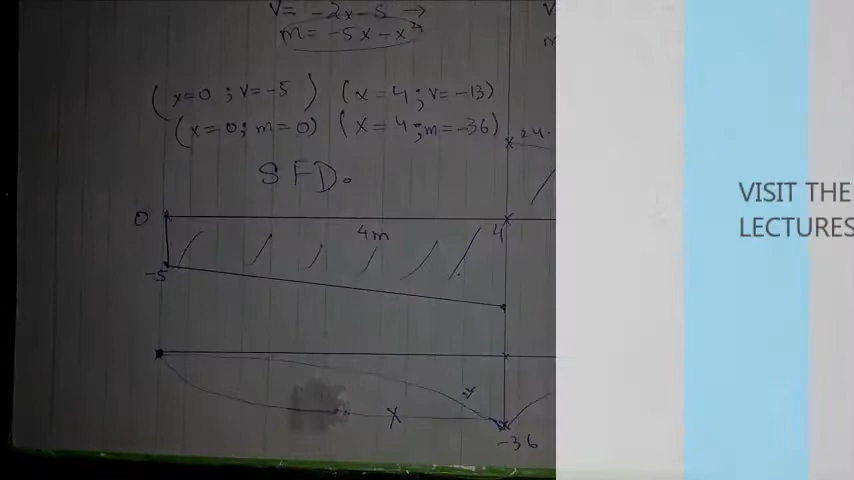 V = -2x-5 → V
m = -5x-x² m
(x=0 ; V=-5) (x=4 ; V=-13)
(x=0; m=0) (x=4 ;m=-36)
x 24.
SFD.
0
4m 4
-5
x
-36
VISIT THE
LECTURES